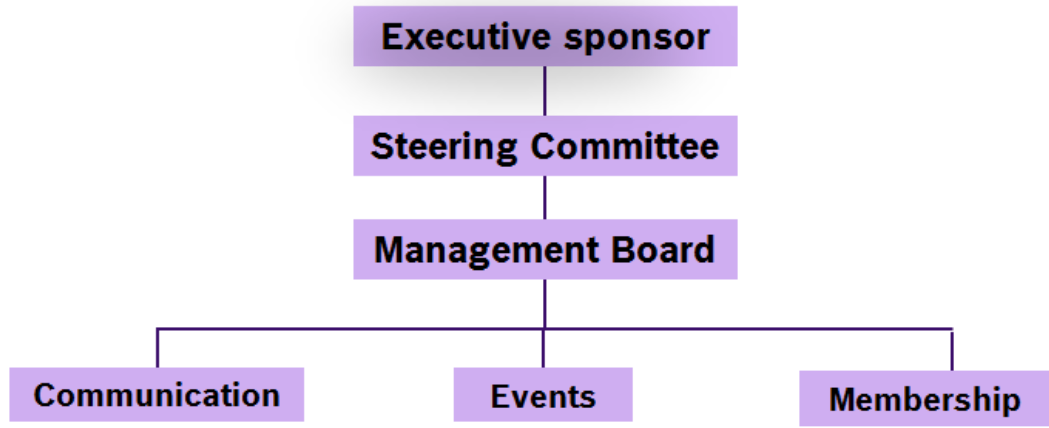 Executive sponsor
Steering Committee
Management Board
Communication
Events
Membership